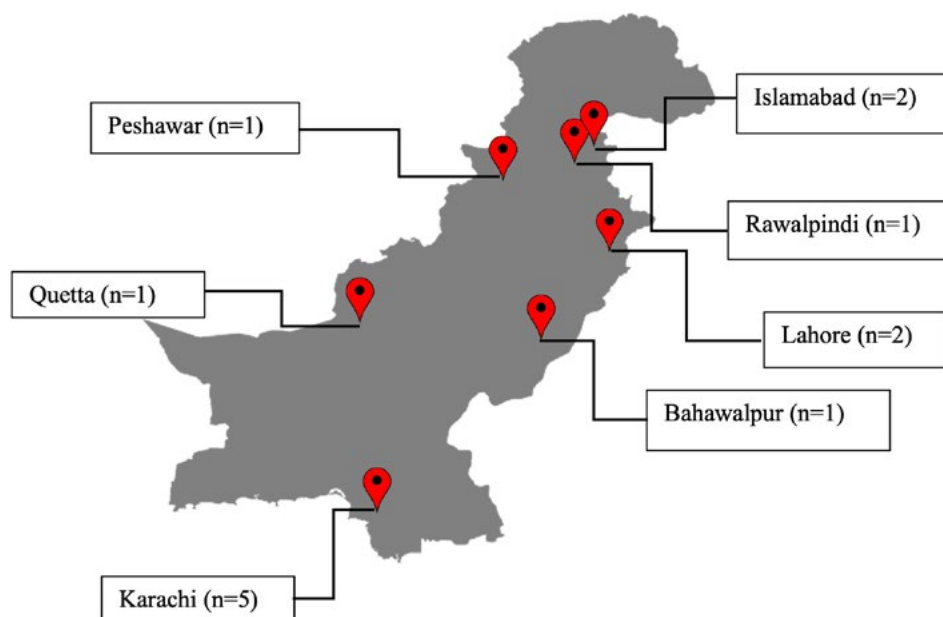 Islamabad (n=2)
Peshawar (n=1)
Rawalpindi (n=1)
Quetta (n=1)
Lahore (n=2)
Bahawalpur (n=1)
Karachi (n=5)